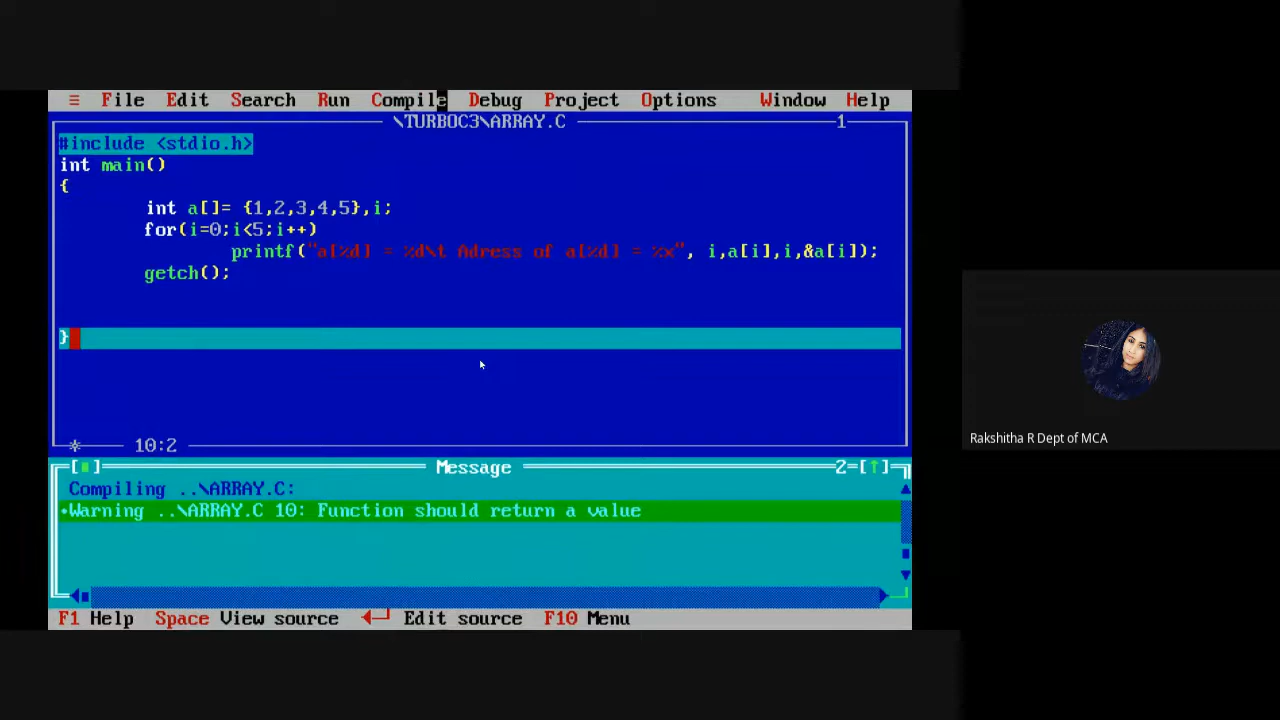 ≡ File Edit Search Run Compile Debug Project Options Window Help
\TURBOC3\ARRAY.C 1
#include <stdio.h>
int main()
{
int a[]= {1,2,3,4,5},i;
for(i=0;i<5;i++)
printf("a[%d] = %d\t Adress of a[%d] = %x", i,a[i],i,&a[i]);
getch();
}
10:2
Message 2=[↑]
Compiling ..\ARRAY.C:
•Warning ..\ARRAY.C 10: Function should return a value
F1 Help Space View source ←┘ Edit source F10 Menu
Rakshitha R Dept of MCA